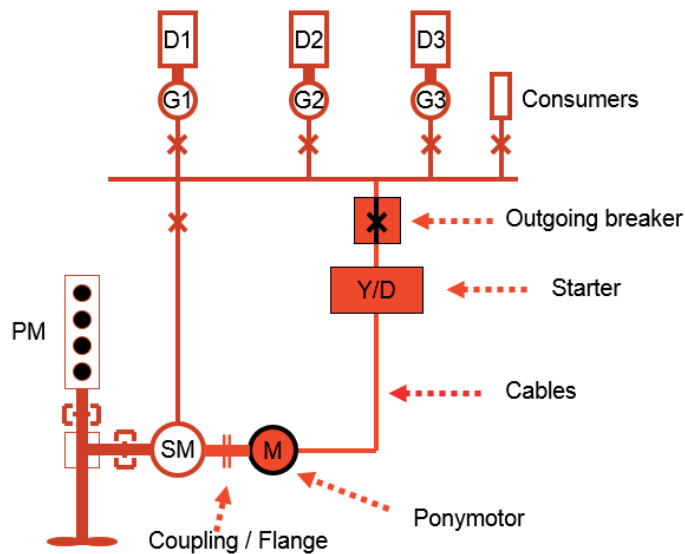 D1
D2
D3
G1
G2
G3
Consumers
Outgoing breaker
Y/D
Starter
PM
Cables
SM
M
Ponymotor
Coupling / Flange